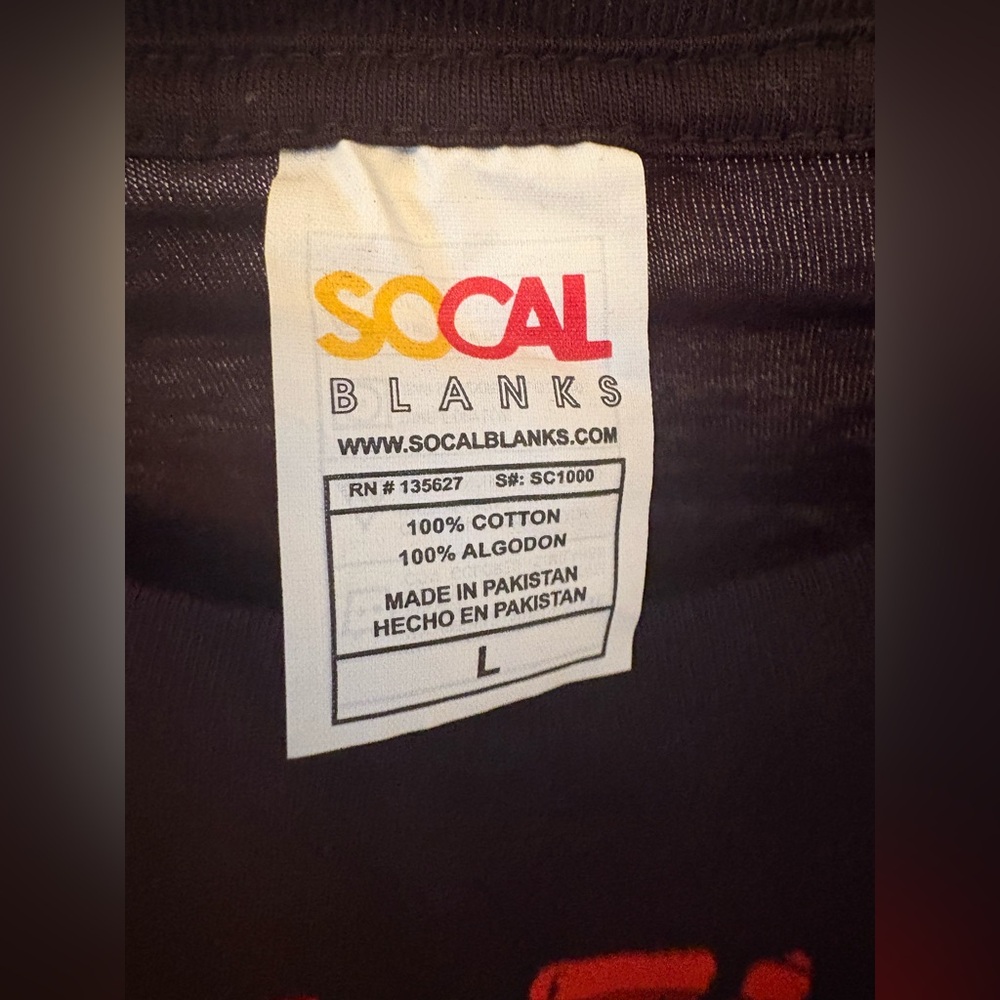 SOCAL
BLANKS
WWW.SOCALBLANKS.COM
RN # 135627 S#: SC1000
100% COTTON
100% ALGODON
MADE IN PAKISTAN
HECHO EN PAKISTAN
L